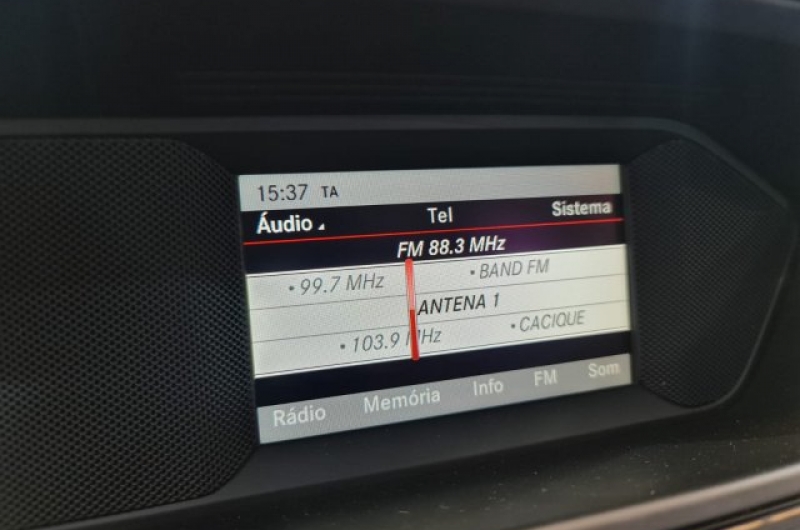 15:37 TA
Áudio Tel Sistema
FM 88.3 MHz
• 99.7 MHz • BAND FM
ANTENA 1
• 103.9 MHz • CACIQUE
Rádio Memória Info FM Som